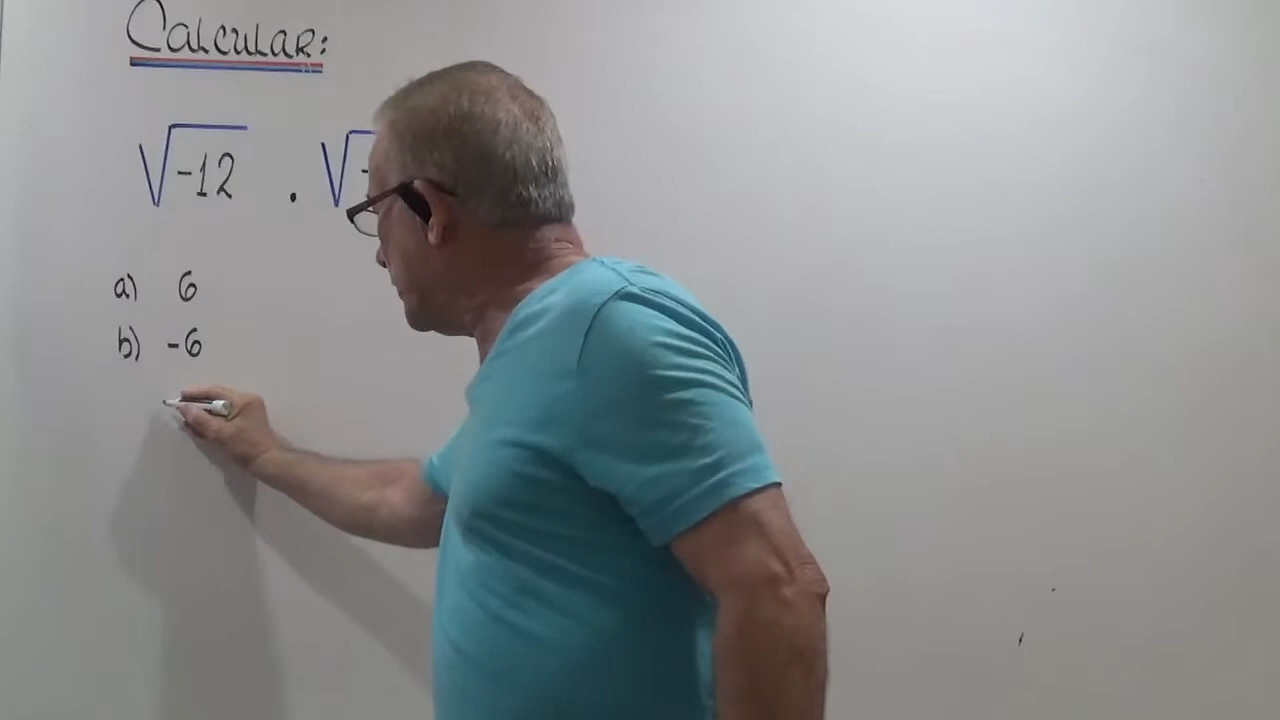 Calcular:
√-12 . √-
a) 6
b) -6